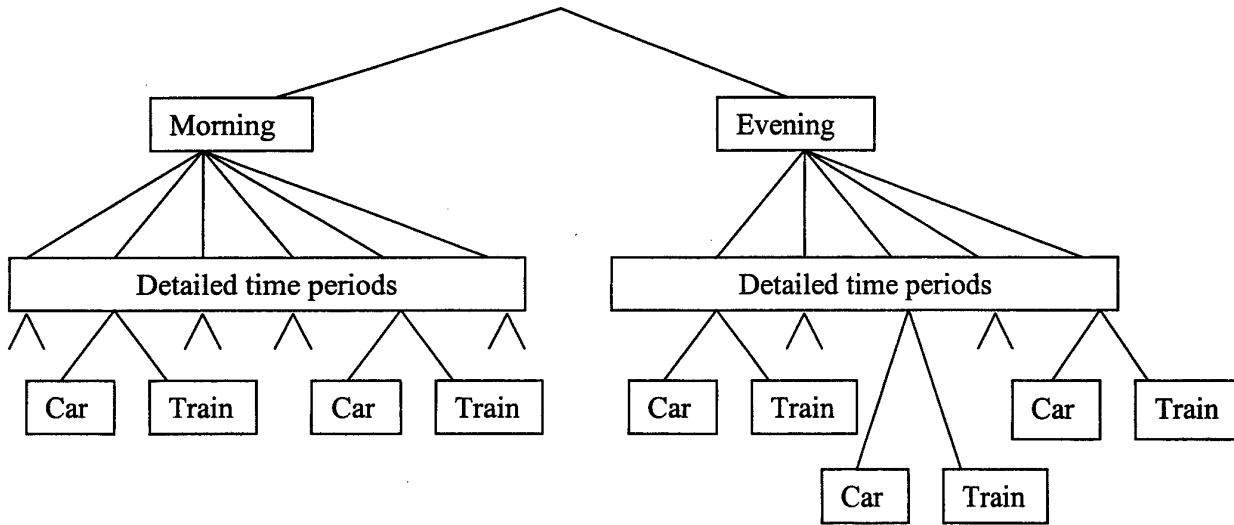 Morning
Evening
Detailed time periods
Detailed time periods
Car
Train
Car
Train
Car
Train
Car
Train
Car
Train